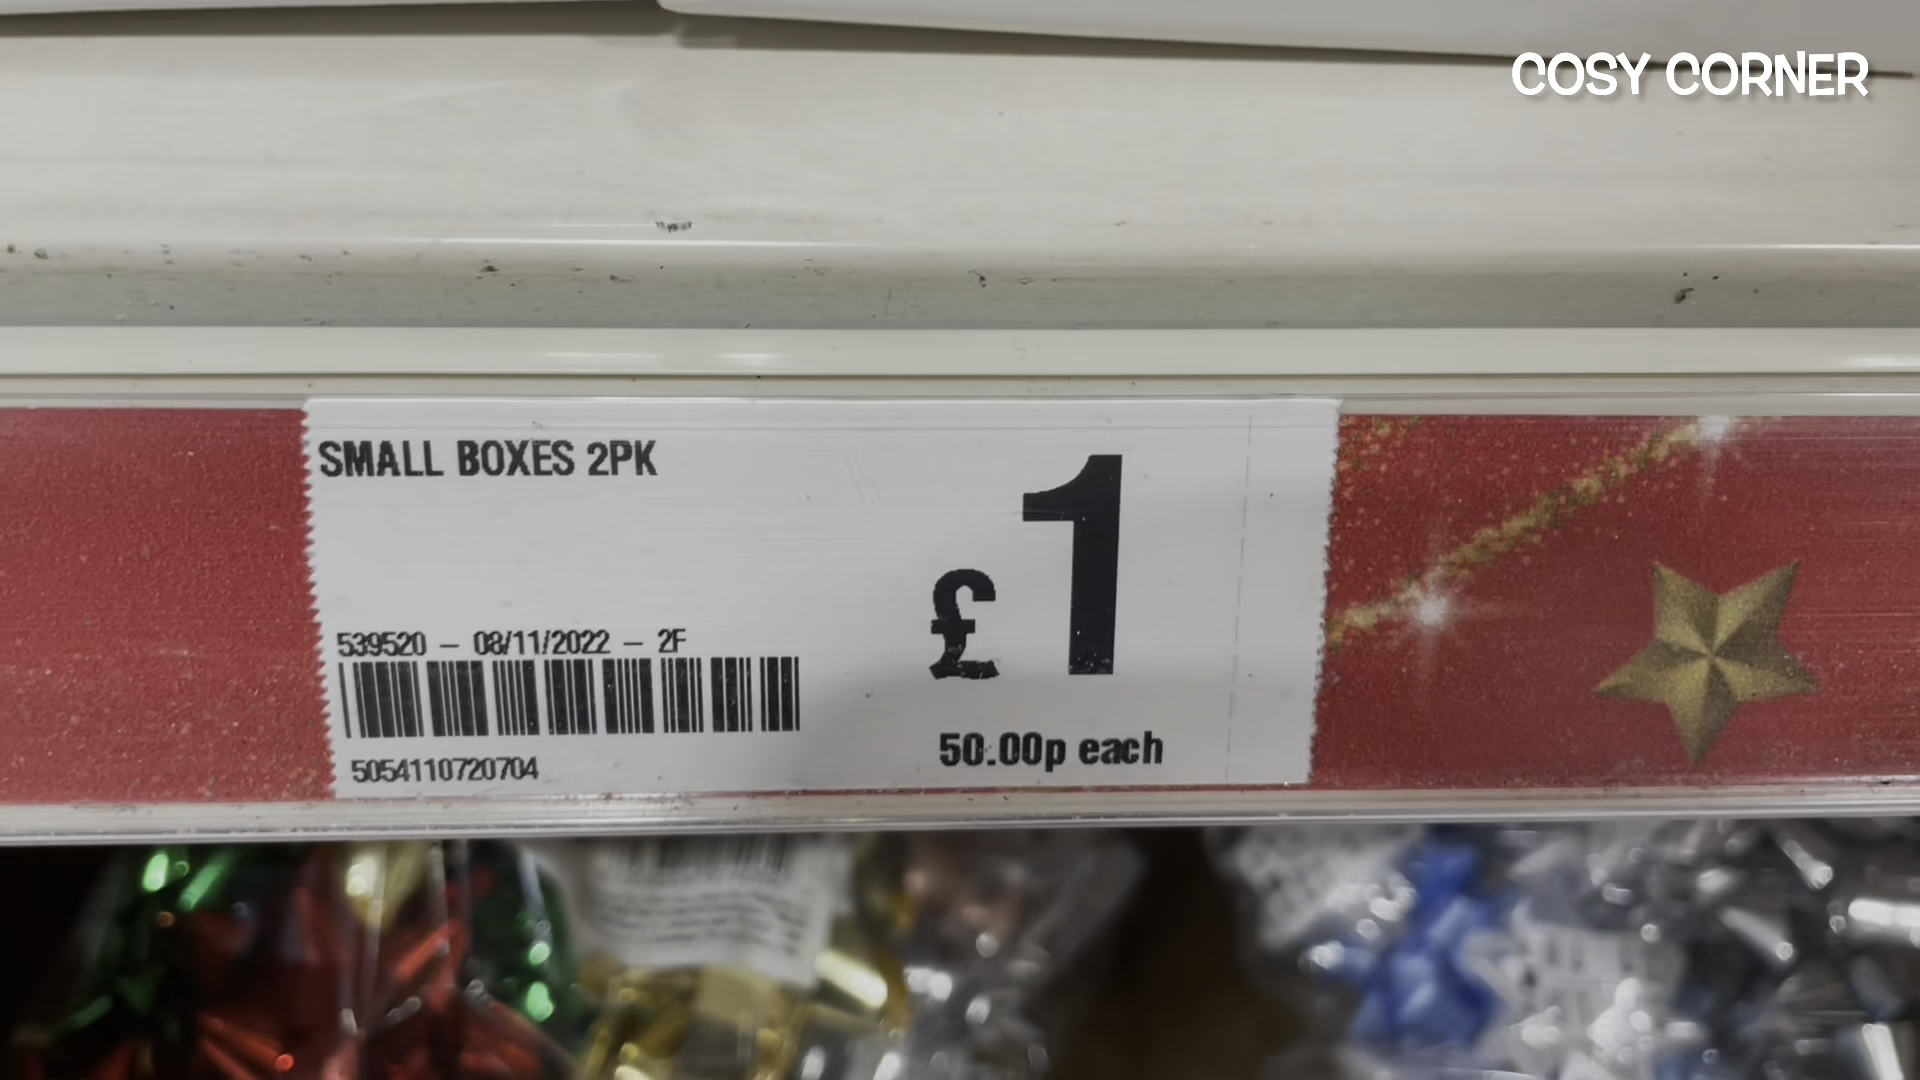 COSY CORNER
SMALL BOXES 2PK
£1
539520 – 08/11/2022 – 2F
5054110720704
50.00p each